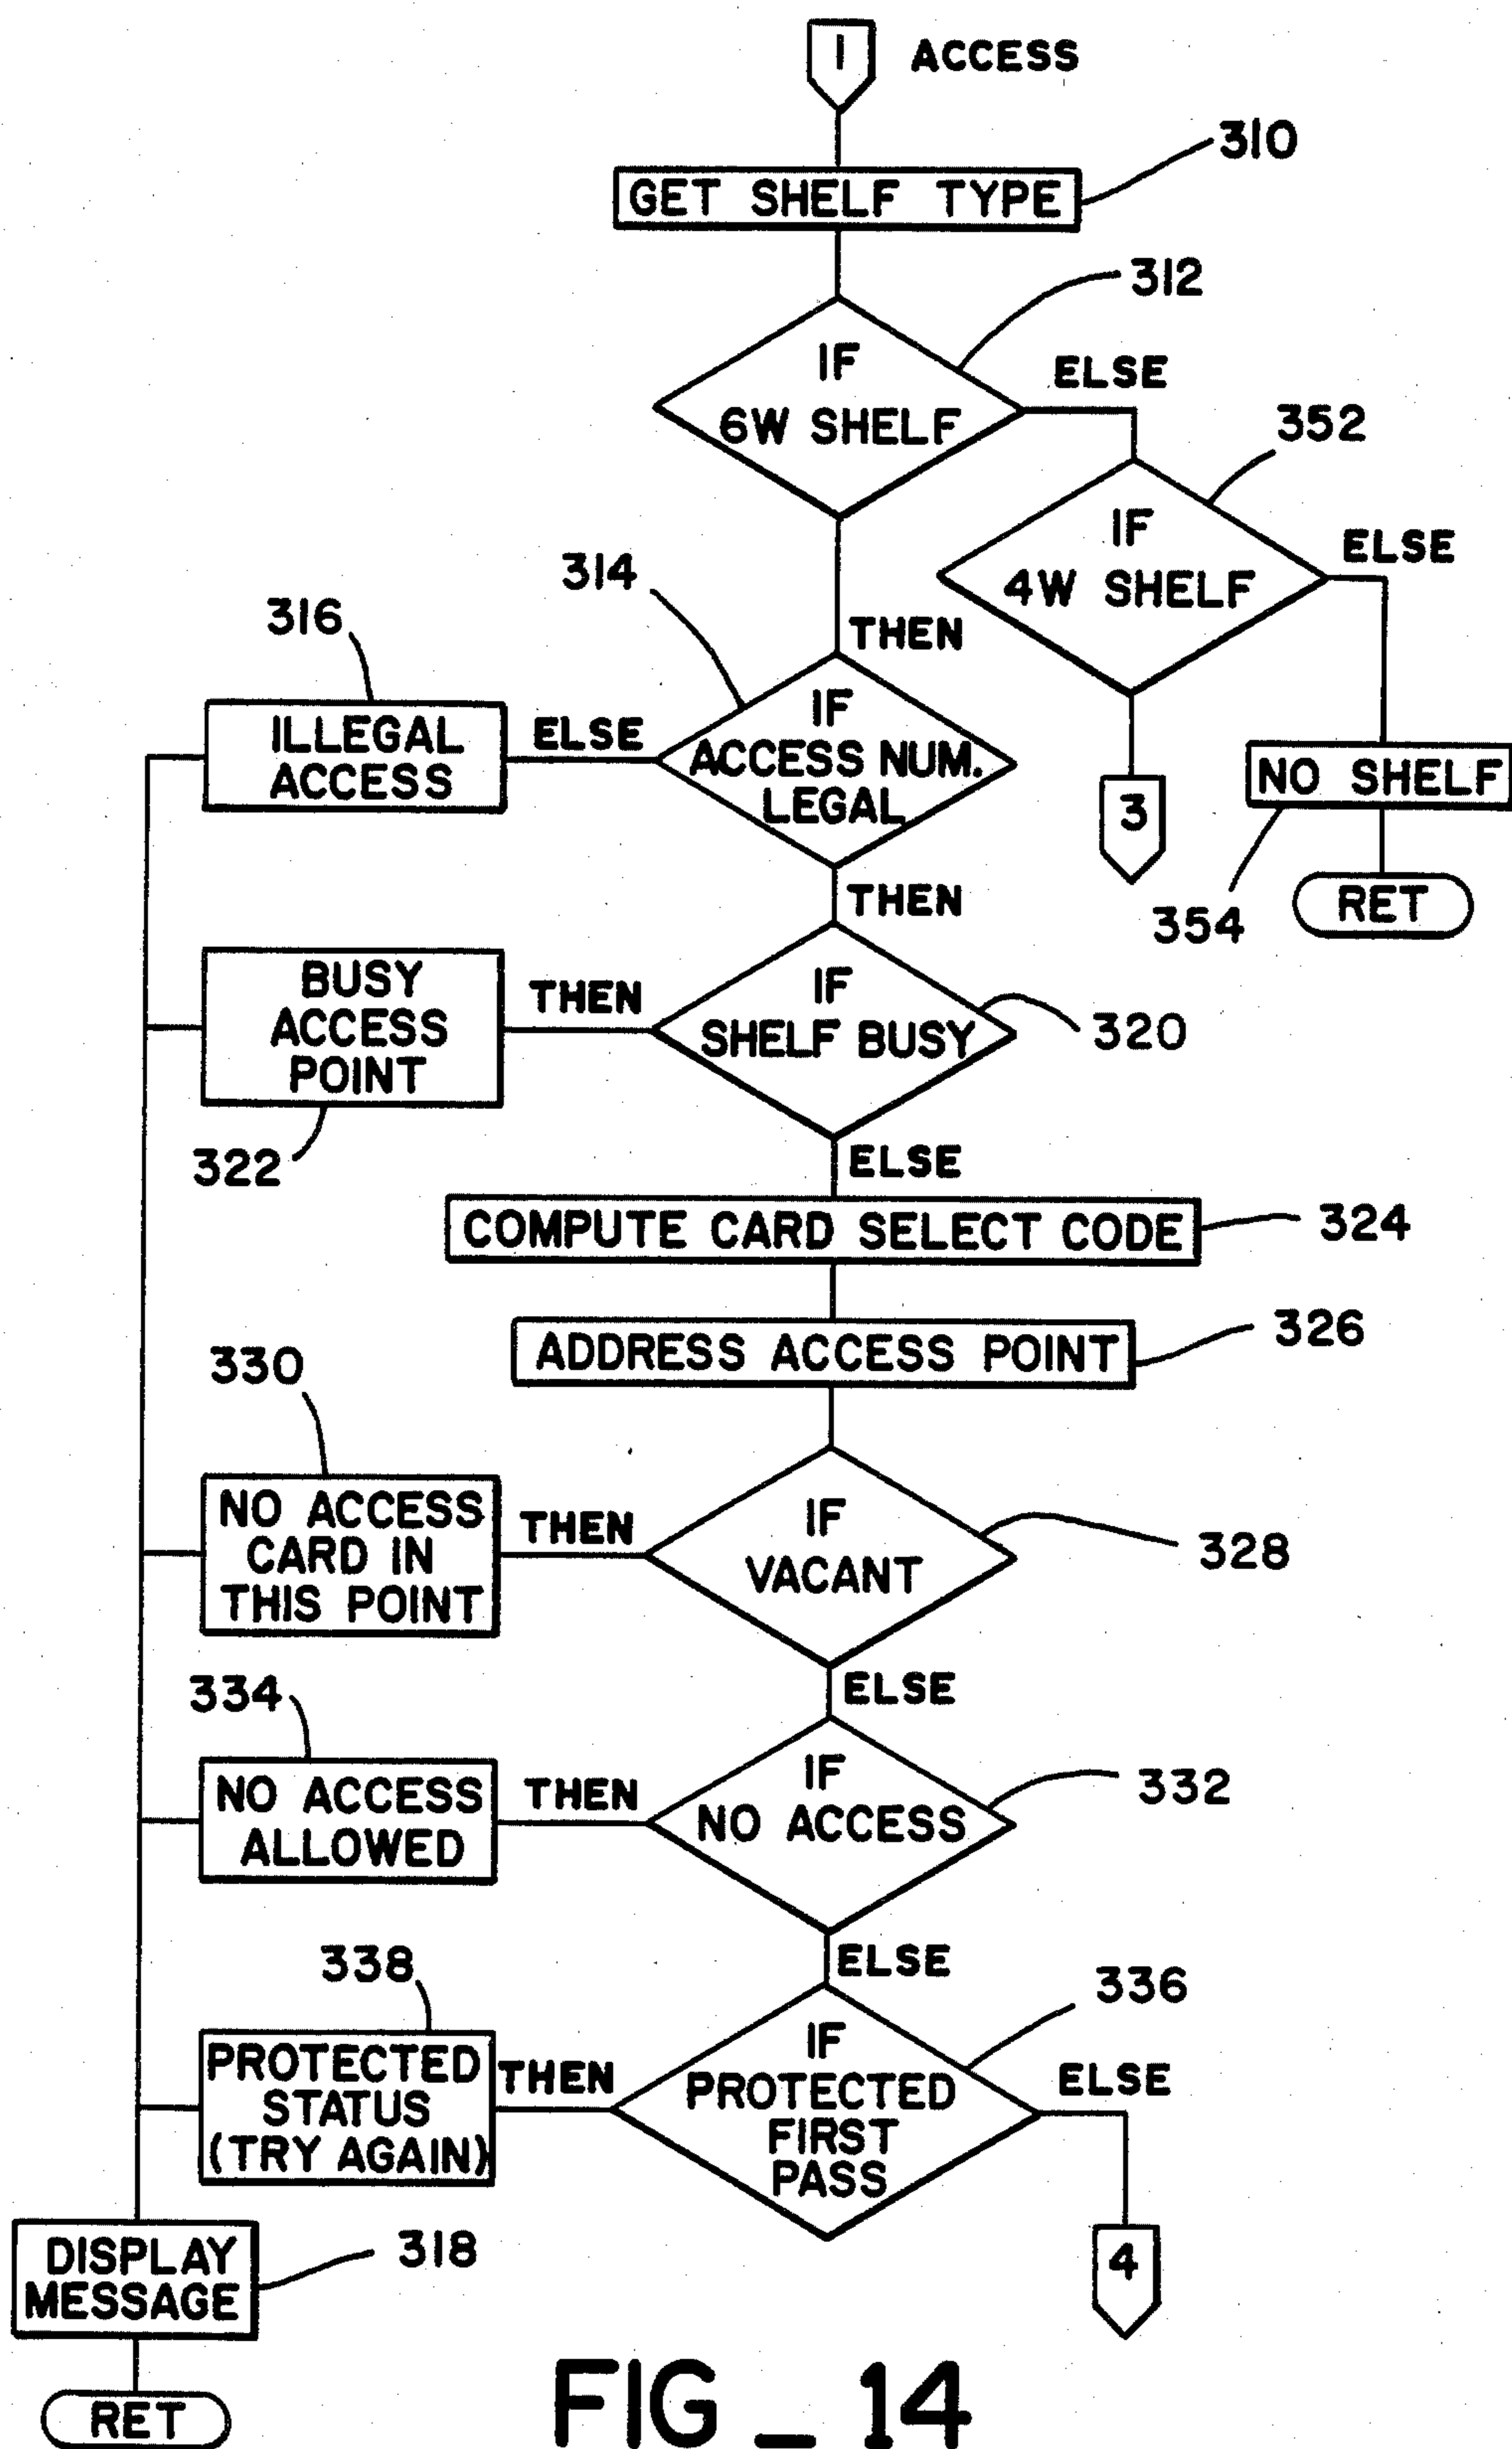 1 ACCESS
310
GET SHELF TYPE
312
IF
6W SHELF
ELSE
352
IF
4W SHELF
ELSE
314
THEN
316
ILLEGAL
ACCESS
ELSE
IF
ACCESS NUM.
LEGAL
3
NO SHELF
354
RET
THEN
BUSY
ACCESS
POINT
THEN
IF
SHELF BUSY
320
322
ELSE
COMPUTE CARD SELECT CODE
324
ADDRESS ACCESS POINT
326
330
NO ACCESS
CARD IN
THIS POINT
THEN
IF
VACANT
328
ELSE
334
NO ACCESS
ALLOWED
THEN
IF
NO ACCESS
332
ELSE
338
PROTECTED
STATUS
(TRY AGAIN)
THEN
IF
PROTECTED
FIRST
PASS
336
ELSE
4
DISPLAY
MESSAGE
318
RET
FIG_14